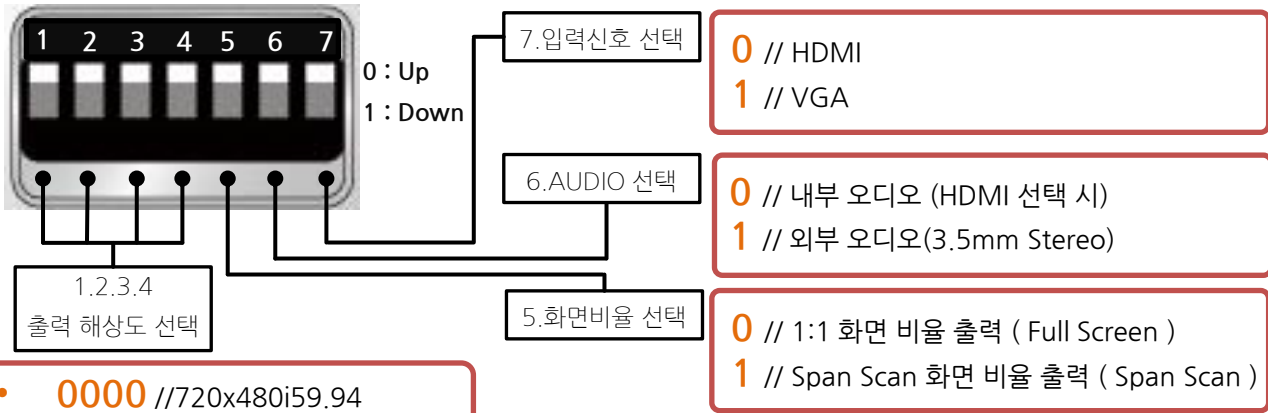 1 2 3 4 5 6 7
0 : Up
1 : Down
7.입력신호 선택
0 // HDMI
1 // VGA
6.AUDIO 선택
0 // 내부 오디오 (HDMI 선택 시)
1 // 외부 오디오(3.5mm Stereo)
5.화면비율 선택
0 // 1:1 화면 비율 출력 ( Full Screen )
1 // Span Scan 화면 비율 출력 ( Span Scan )
1.2.3.4
출력 해상도 선택
• 0000 //720x480i59.94